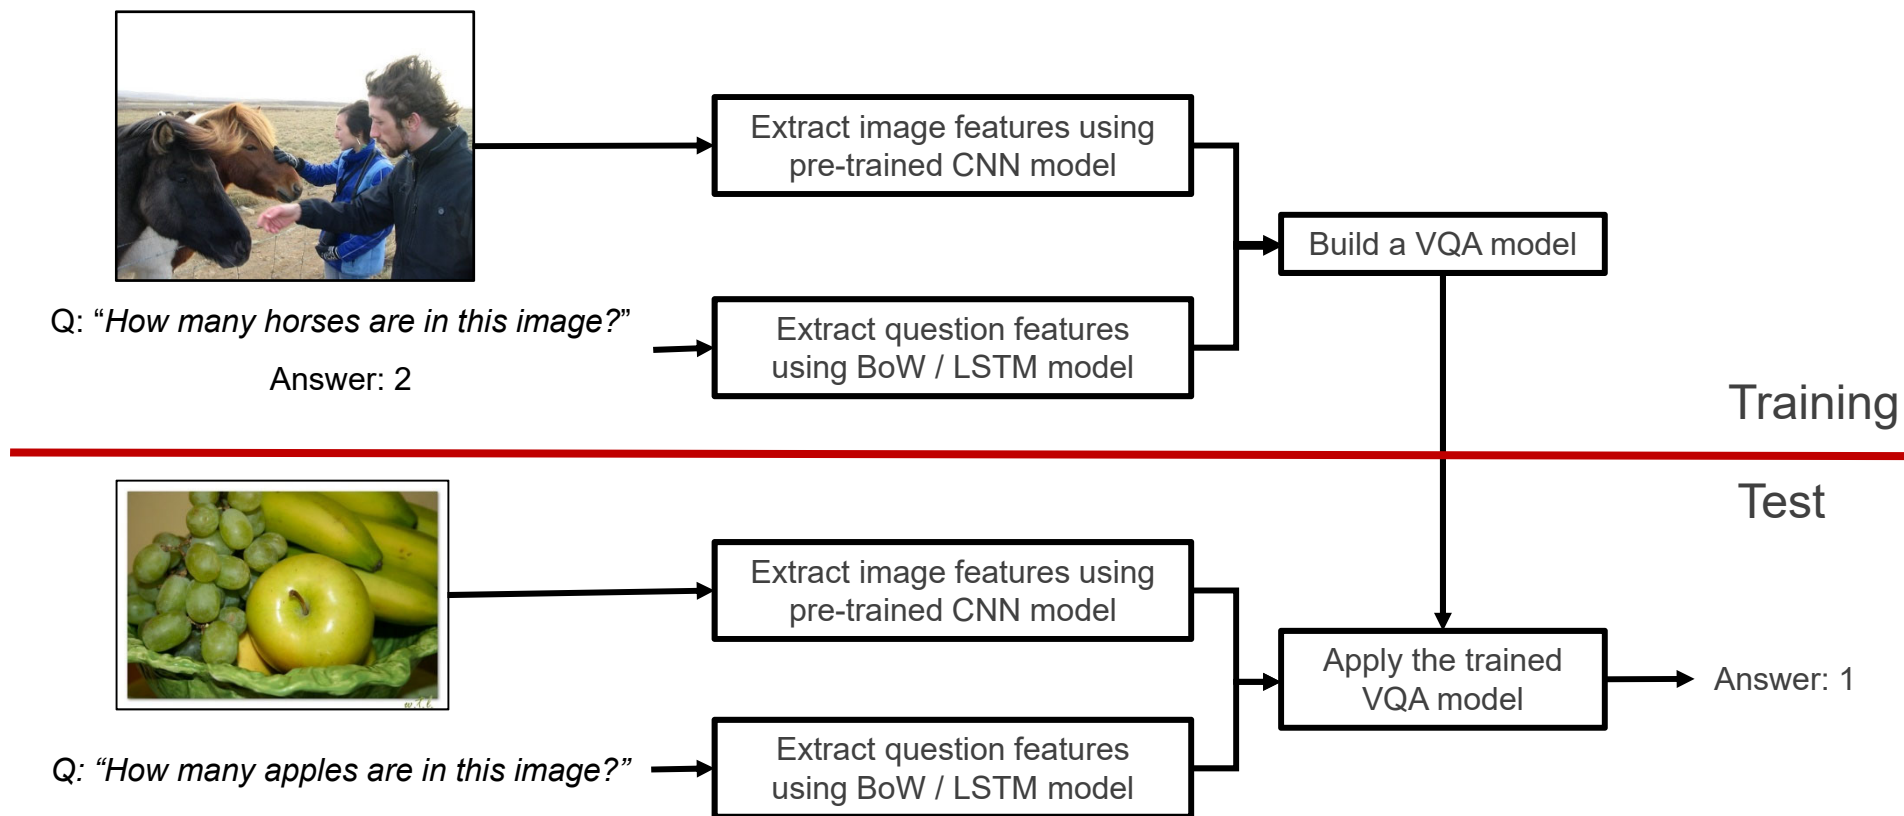 Extract image features using
pre-trained CNN model
Build a VQA model
Q: “How many horses are in this image?”
Answer: 2
Extract question features
using BoW / LSTM model
Training
Test
Extract image features using
pre-trained CNN model
Apply the trained
VQA model
Answer: 1
Q: “How many apples are in this image?”
Extract question features
using BoW / LSTM model